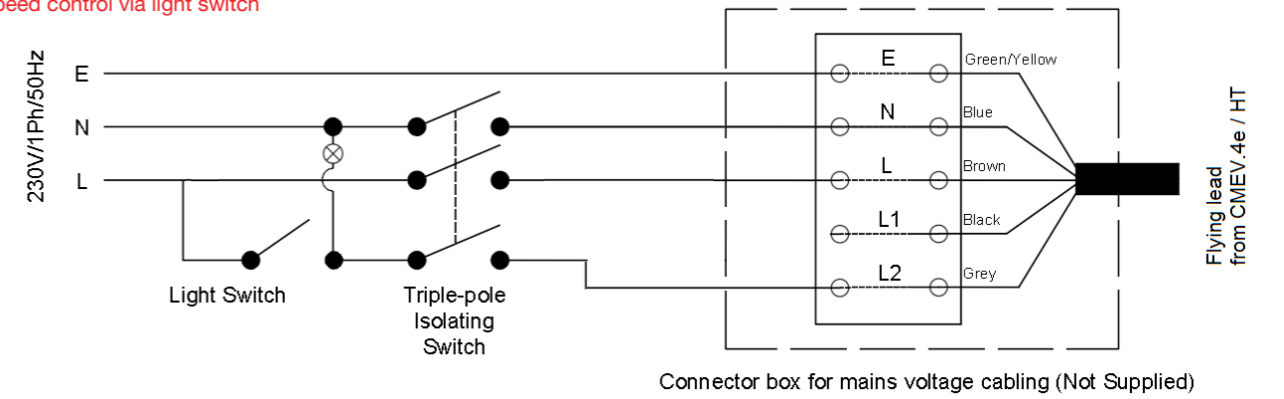 peed control via light switch
230V/1Ph/50Hz
E
N
L
Light Switch
Triple-pole
Isolating
Switch
E
Green/Yellow
N
Blue
L
Brown
L1
Black
L2
Grey
Flying lead
from CMEV.4e / HT
Connector box for mains voltage cabling (Not Supplied)